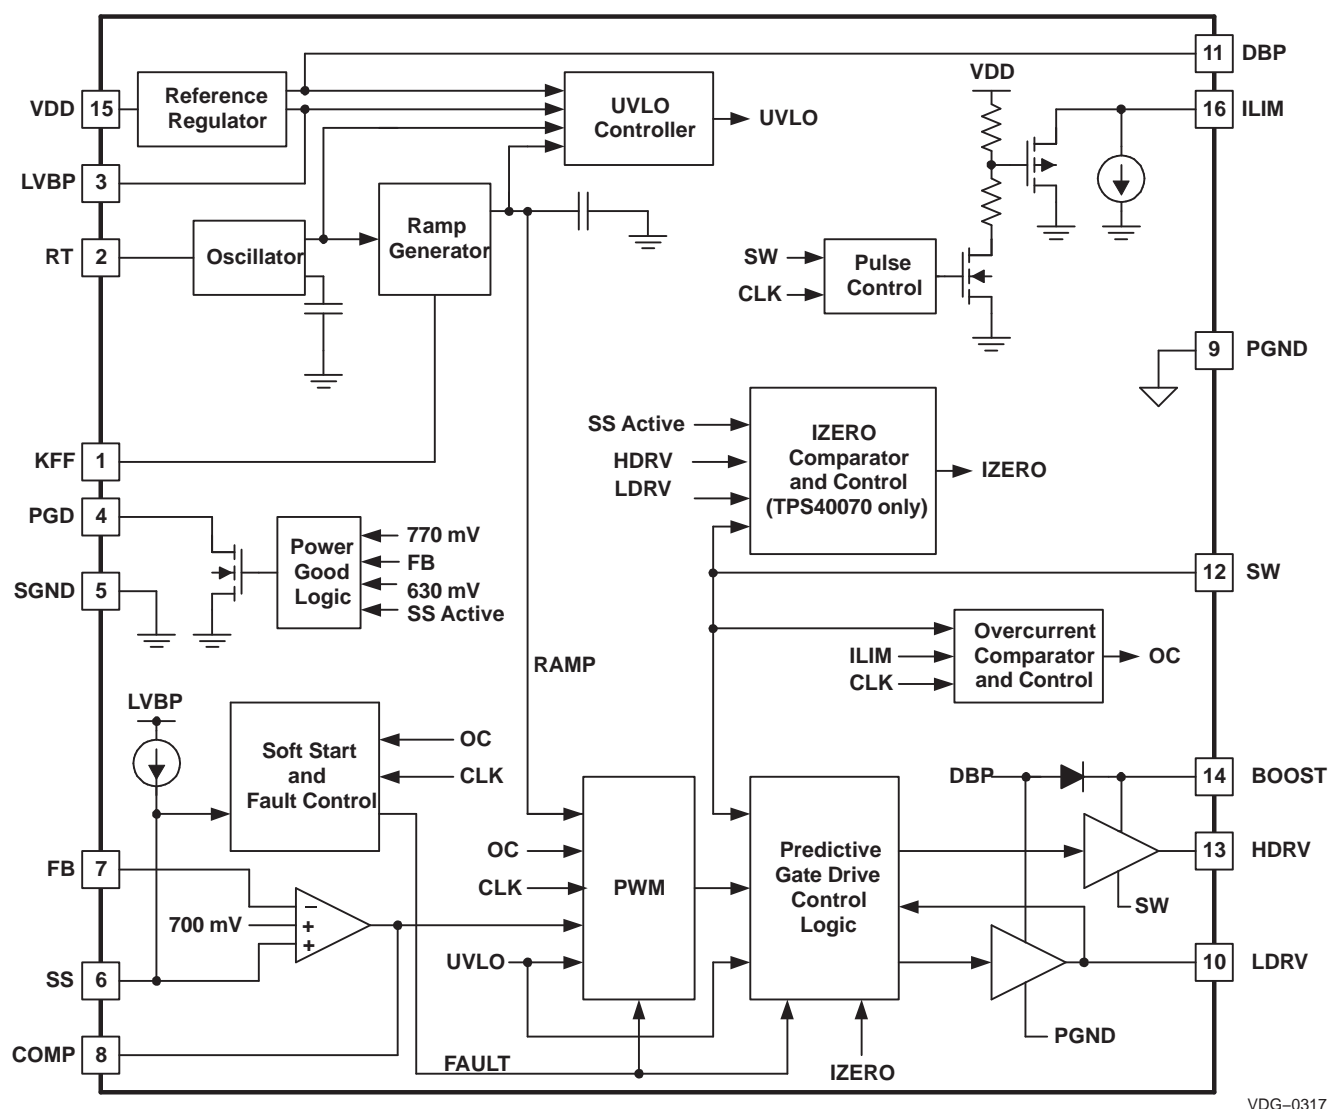 11
DBP
VDD
15
Reference
Regulator
UVLO
Controller
UVLO
VDD
16
ILIM
LVBP
3
RT
2
Oscillator
Ramp
Generator
SW
CLK
Pulse
Control
9
PGND
KFF
1
SS Active
HDRV
LDRV
IZERO
Comparator
and Control
(TPS40070 only)
IZERO
PGD
4
Power
Good
Logic
770 mV
FB
630 mV
SS Active
SGND
5
12
SW
RAMP
ILIM
CLK
Overcurrent
Comparator
and Control
OC
LVBP
Soft Start
and
Fault Control
OC
CLK
DBP
14
BOOST
FB
7
OC
CLK
PWM
Predictive
Gate Drive
Control
Logic
13
HDRV
SW
700 mV
–
+
+
SS
6
UVLO
10
LDRV
COMP
8
FAULT
IZERO
PGND
VDG–0317